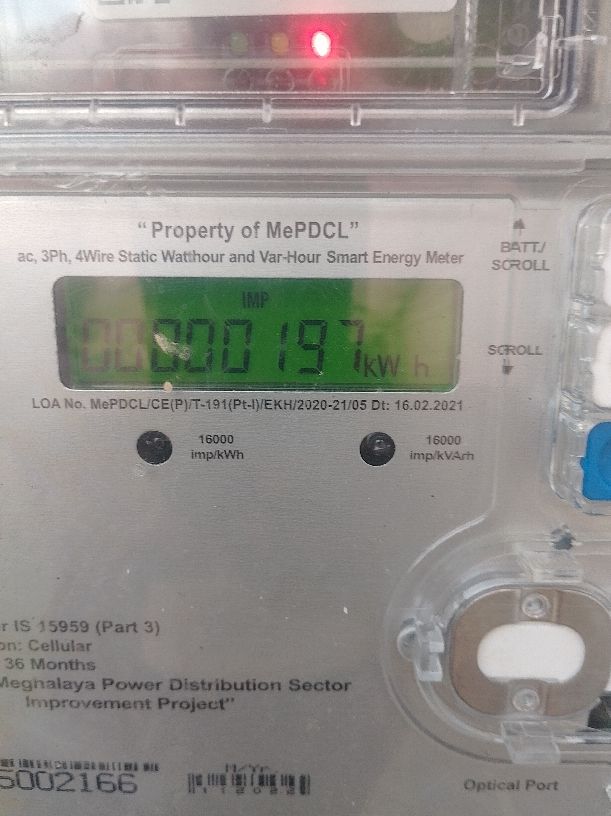 “Property of MePDCL”
ac, 3Ph, 4Wire Static Watthour and Var-Hour Smart Energy Meter
BATT./
SCROLL
IMP
00000197 kW h
SCROLL
LOA No. MePDCL/CE(P)/T-191(Pt-I)/EKH/2020-21/05 Dt: 16.02.2021
16000
imp/kWh
16000
imp/kVArh
IS 15959 (Part 3)
Cellular
36 Months
Meghalaya Power Distribution Sector
Improvement Project”
5002166
M/Yr
Optical Port